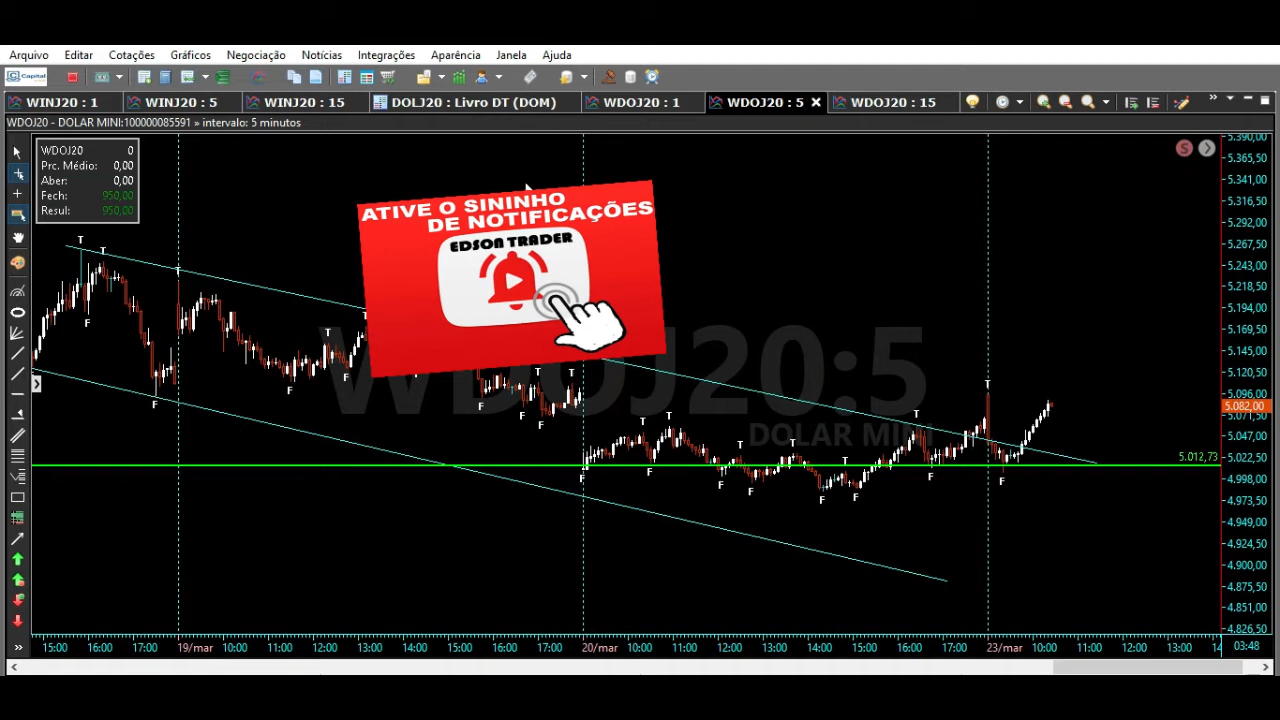 Arquivo Editar Cotações Gráficos Negociação Notícias Integrações Aparência Janela Ajuda
Capital
WINJ20 : 1 WINJ20 : 5 WINJ20 : 15 DOLJ20 : Livro DT (DOM) WDOJ20 : 1 WDOJ20 : 5 WDOJ20 : 15
WDOJ20 - DOLAR MINI:100000085591 » intervalo: 5 minutos
WDOJ20 0
Prc. Médio: 0,00
Aber: 0,00
Fech: 950,00
Resul: 950,00
ATIVE O SININHO
DE NOTIFICAÇÕES
EDSON TRADER
WDOJ20:5
DOLAR MINI
S
5.390,00
5.365,50
5.341,00
5.316,50
5.292,00
5.267,50
5.243,00
5.218,50
5.194,00
5.169,50
5.145,00
5.120,50
5.096,00
5.082,00
5.071,50
5.047,00
5.012,73
5.022,50
4.998,00
4.973,50
4.949,00
4.924,50
4.900,00
4.875,50
4.851,00
4.826,50
15:00 16:00 17:00 19/mar 10:00 11:00 12:00 13:00 14:00 15:00 16:00 17:00 20/mar 10:00 11:00 12:00 13:00 14:00 15:00 16:00 17:00 23/mar 10:00 11:00 12:00 13:00 03:48